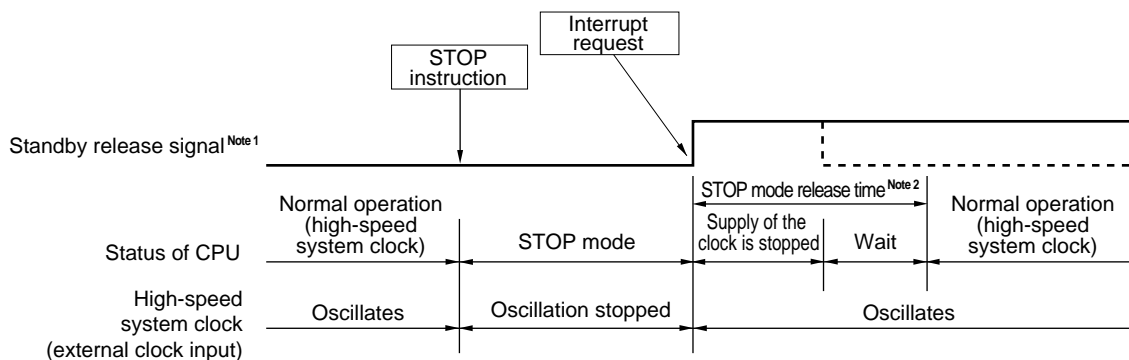 Interrupt
request
STOP
instruction
Standby release signal Note 1
STOP mode release time Note 2
Normal operation
(high-speed
system clock)
Supply of the
clock is stopped
Normal operation
(high-speed
system clock)
Status of CPU
STOP mode
Wait
High-speed
system clock
(external clock input)
Oscillates
Oscillation stopped
Oscillates